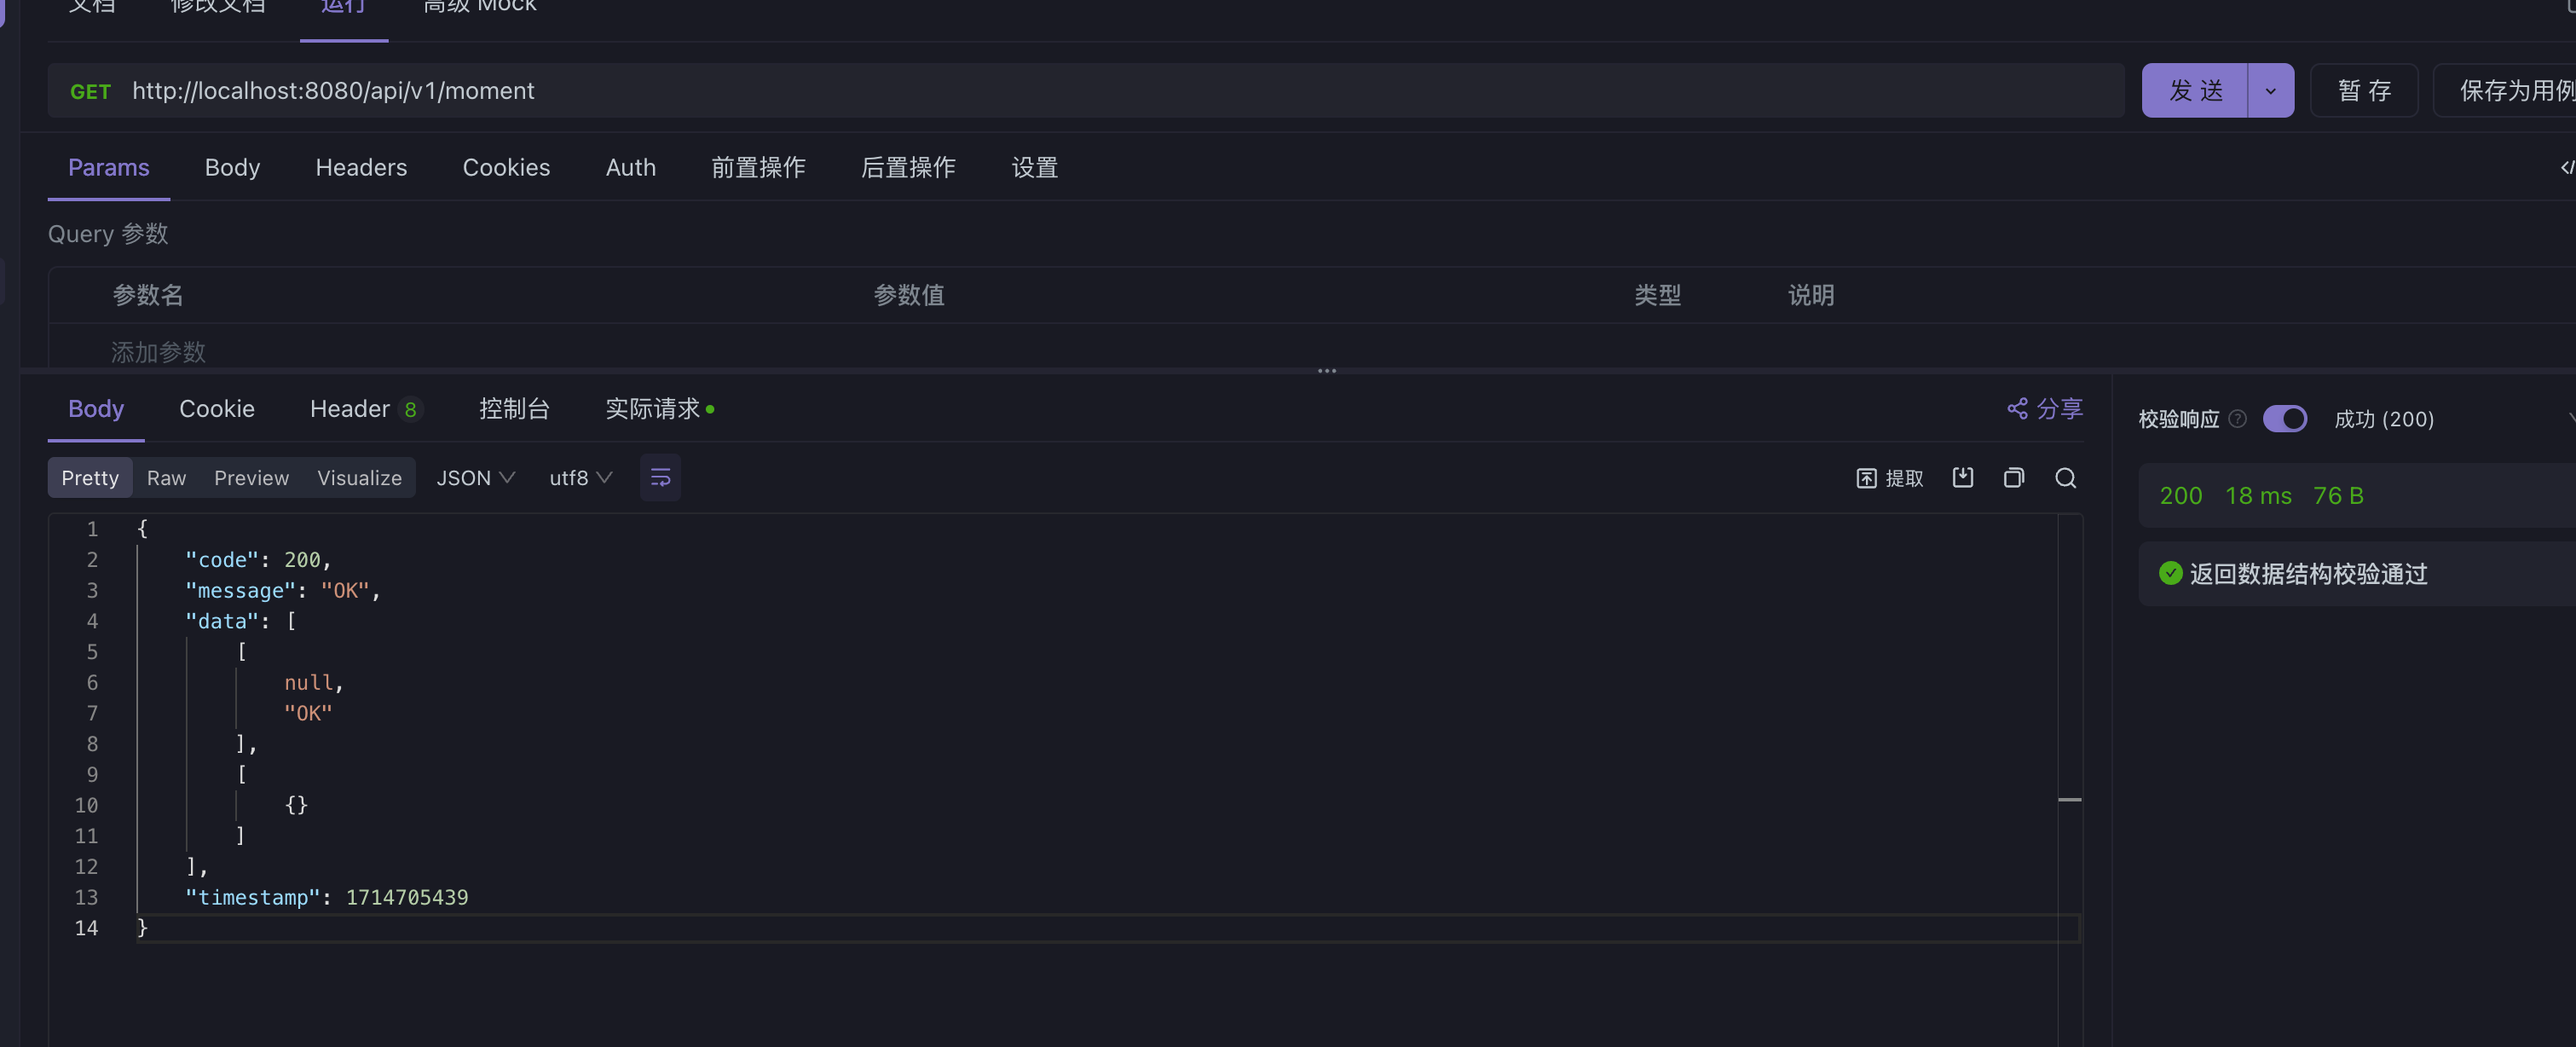 文档 修改文档 运行 高级 Mock
GET http://localhost:8080/api/v1/moment 发 送 暂 存 保存为用例
Params Body Headers Cookies Auth 前置操作 后置操作 设置
Query 参数
参数名 参数值 类型 说明
添加参数
Body Cookie Header 8 控制台 实际请求 分享
校验响应 ? 成功 (200)
Pretty Raw Preview Visualize JSON utf8 提取
200 18 ms 76 B
返回数据结构校验通过
1 {
2 "code": 200,
3 "message": "OK",
4 "data": [
5 [
6 null,
7 "OK"
8 ],
9 [
10 {}
11 ]
12 ],
13 "timestamp": 1714705439
14 }